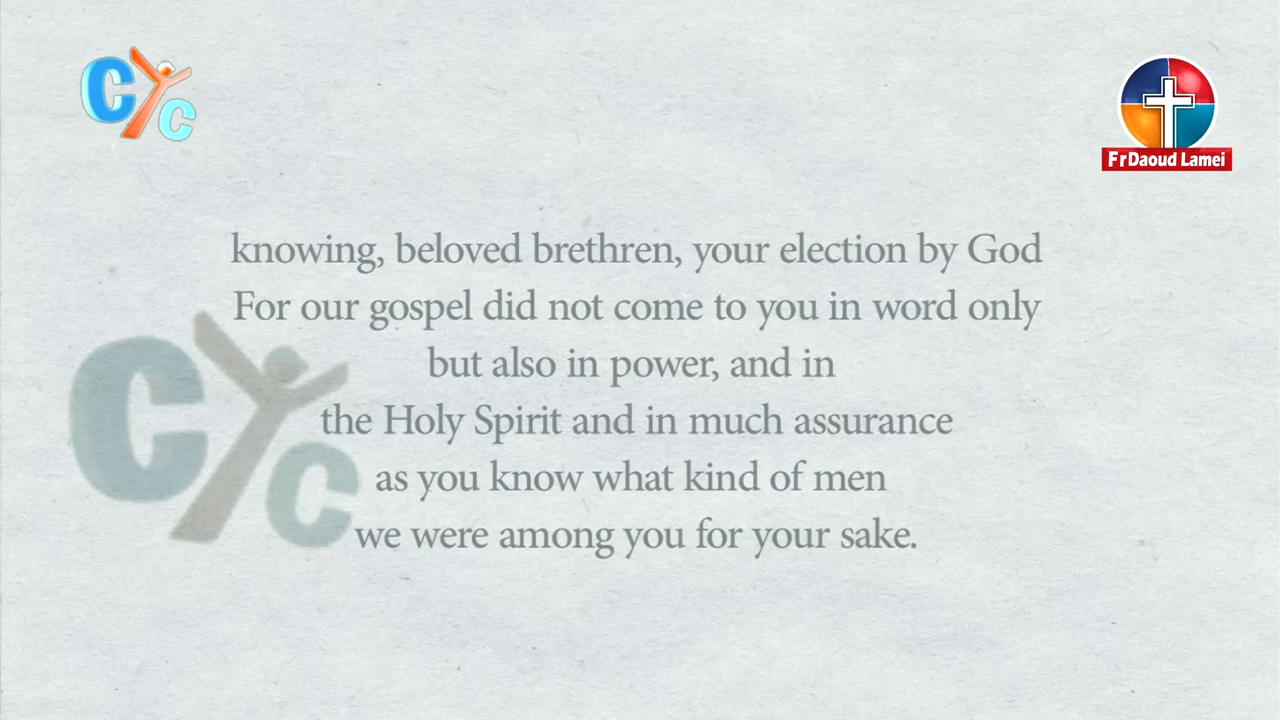 CYC
FrDaoud Lamei
knowing, beloved brethren, your election by God
For our gospel did not come to you in word only
but also in power, and in
the Holy Spirit and in much assurance
as you know what kind of men
we were among you for your sake.
CYC